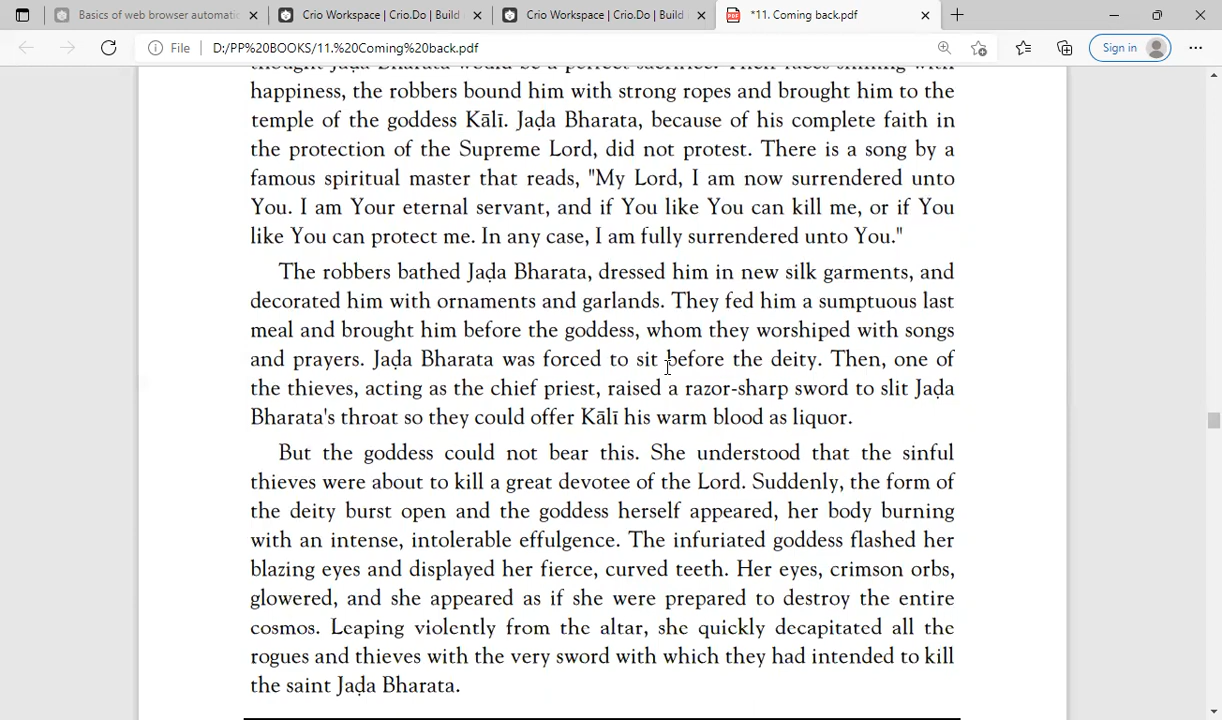 Basics of web browser automatic
Crio Workspace | Crio.Do | Build
Crio Workspace | Crio.Do | Build
*11. Coming back.pdf
File
D:/PP%20BOOKS/11.%20Coming%20back.pdf
Sign in
thought Jaḍa Bharata would be a perfect sacrifice. Their faces shining with
happiness, the robbers bound him with strong ropes and brought him to the
temple of the goddess Kālī. Jaḍa Bharata, because of his complete faith in
the protection of the Supreme Lord, did not protest. There is a song by a
famous spiritual master that reads, "My Lord, I am now surrendered unto
You. I am Your eternal servant, and if You like You can kill me, or if You
like You can protect me. In any case, I am fully surrendered unto You."
The robbers bathed Jaḍa Bharata, dressed him in new silk garments, and
decorated him with ornaments and garlands. They fed him a sumptuous last
meal and brought him before the goddess, whom they worshiped with songs
and prayers. Jaḍa Bharata was forced to sit before the deity. Then, one of
the thieves, acting as the chief priest, raised a razor-sharp sword to slit Jaḍa
Bharata's throat so they could offer Kālī his warm blood as liquor.
But the goddess could not bear this. She understood that the sinful
thieves were about to kill a great devotee of the Lord. Suddenly, the form of
the deity burst open and the goddess herself appeared, her body burning
with an intense, intolerable effulgence. The infuriated goddess flashed her
blazing eyes and displayed her fierce, curved teeth. Her eyes, crimson orbs,
glowered, and she appeared as if she were prepared to destroy the entire
cosmos. Leaping violently from the altar, she quickly decapitated all the
rogues and thieves with the very sword with which they had intended to kill
the saint Jaḍa Bharata.